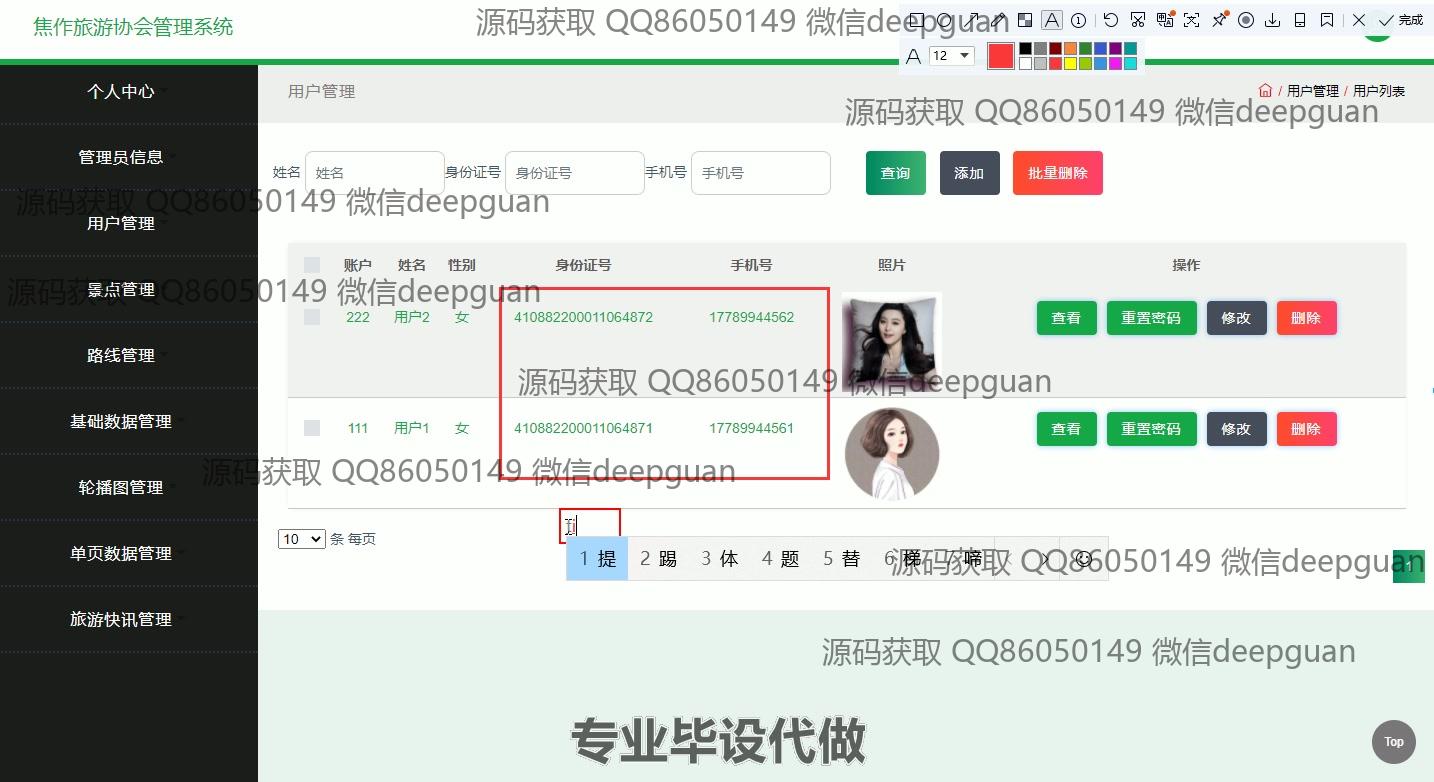 焦作旅游协会管理系统
源码获取 QQ86050149 微信deepguan
完成
A 12
个人中心
管理员信息
用户管理
景点管理
路线管理
基础数据管理
轮播图管理
单页数据管理
旅游快讯管理
用户管理
/ 用户管理 / 用户列表
源码获取 QQ86050149 微信deepguan
姓名 姓名 身份证号 身份证号 手机号 手机号 查询 添加 批量删除
源码获取 QQ86050149 微信deepguan
账户 姓名 性别 身份证号 手机号 照片 操作
源码获取 QQ86050149 微信deepguan
222 用户2 女 410882200011064872 17789944562 查看 重置密码 修改 删除
源码获取 QQ86050149 微信deepguan
111 用户1 女 410882200011064871 17789944561 查看 重置密码 修改 删除
源码获取 QQ86050149 微信deepguan
10 条 每页
1 提 2 踢 3 体 4 题 5 替 6 梯 7 啼
源码获取 QQ86050149 微信deepguan
1
源码获取 QQ86050149 微信deepguan
专业毕设代做
Top